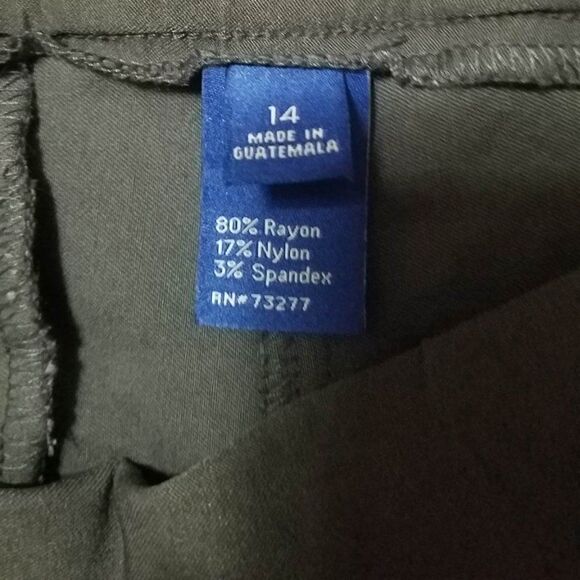 14
MADE IN
GUATEMALA
80% Rayon
17% Nylon
3% Spandex
RN# 73277